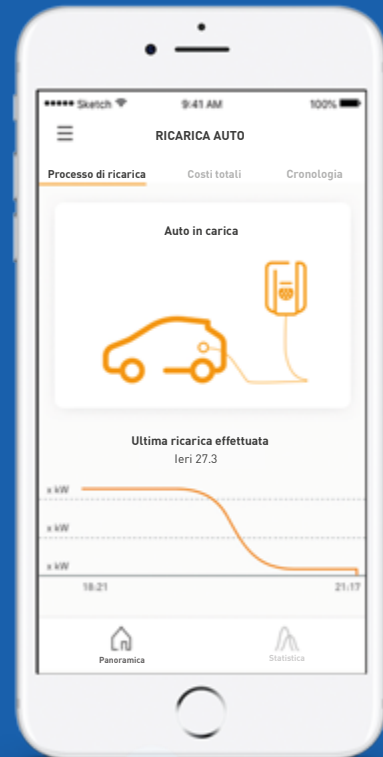 Sketch 9:41 AM 100%
RICARICA AUTO
Processo di ricarica Costi totali Cronologia
Auto in carica
Ultima ricarica effettuata
Ieri 27.3
x kW
x kW
x kW
18:21 21:17
Panoramica Statistica